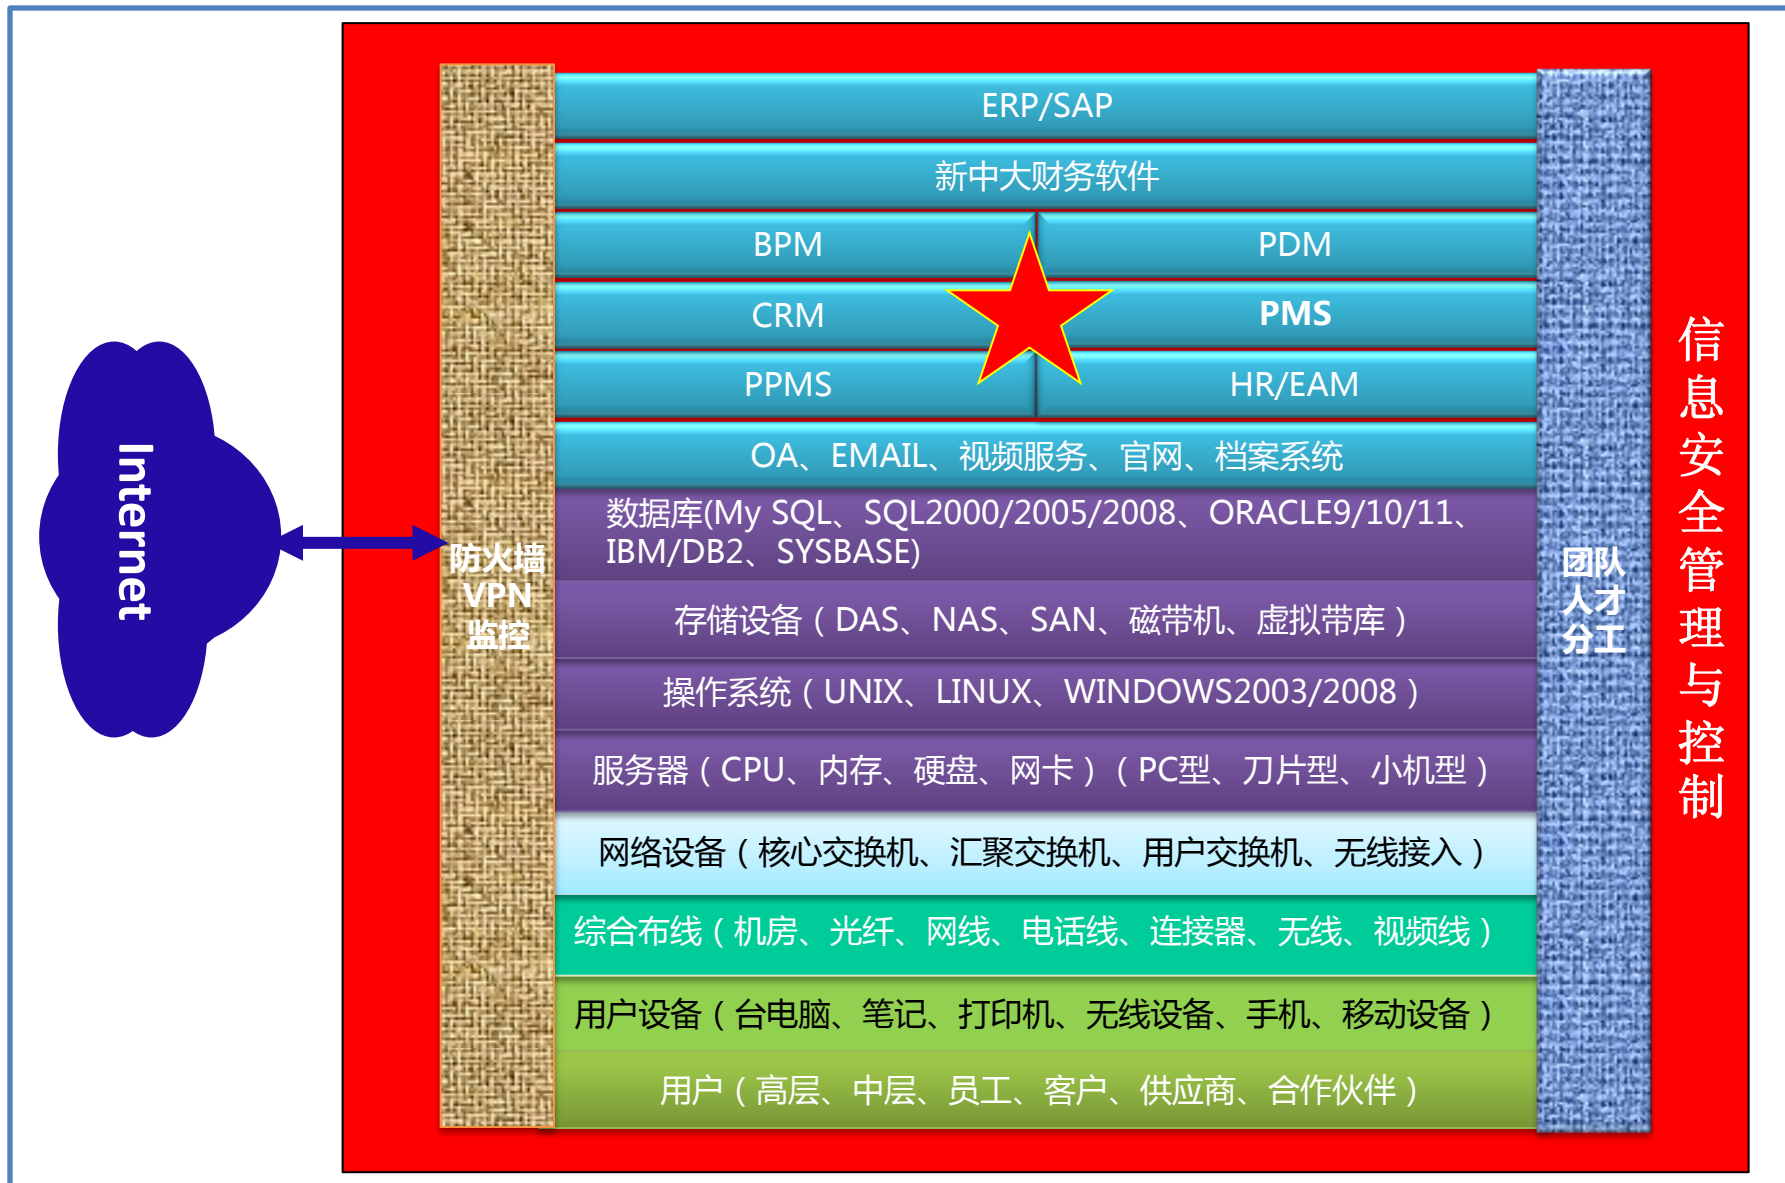 ERP/SAP
新中大财务软件
BPM
PDM
CRM
PMS
PPMS
HR/EAM
OA、EMAIL、视频服务、官网、档案系统
数据库(My SQL、SQL2000/2005/2008、ORACLE9/10/11、
IBM/DB2、SYSBASE)
存储设备（DAS、NAS、SAN、磁带机、虚拟带库）
操作系统（UNIX、LINUX、WINDOWS2003/2008）
服务器（CPU、内存、硬盘、网卡）（PC型、刀片型、小机型）
网络设备（核心交换机、汇聚交换机、用户交换机、无线接入）
综合布线（机房、光纤、网线、电话线、连接器、无线、视频线）
用户设备（台电脑、笔记、打印机、无线设备、手机、移动设备）
用户（高层、中层、员工、客户、供应商、合作伙伴）
Internet
防火墙
VPN
监控
团队
人才
分工
信息安全管理与控制